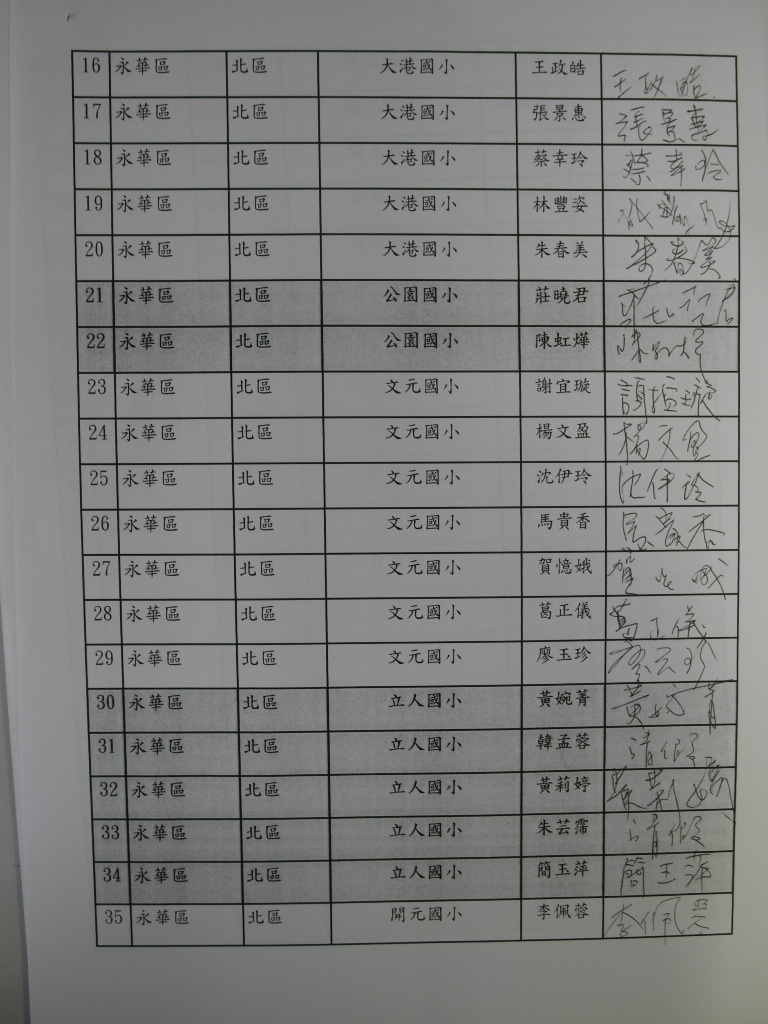 16 永華區 北區 大港國小 王政皓 王政皓
17 永華區 北區 大港國小 張景惠 張景惠
18 永華區 北區 大港國小 蔡幸玲 蔡幸玲
19 永華區 北區 大港國小 林豐姿
20 永華區 北區 大港國小 朱春美 朱春美
21 永華區 北區 公園國小 莊曉君
22 永華區 北區 公園國小 陳虹燁
23 永華區 北區 文元國小 謝宜璇
24 永華區 北區 文元國小 楊文盈 楊文盈
25 永華區 北區 文元國小 沈伊玲 沈伊玲
26 永華區 北區 文元國小 馬貴香 馬貴香
27 永華區 北區 文元國小 賀憶娥
28 永華區 北區 文元國小 葛正儀 葛正儀
29 永華區 北區 文元國小 廖玉珍 廖玉珍
30 永華區 北區 立人國小 黃婉菁 黃婉菁
31 永華區 北區 立人國小 韓孟蓉 請假
32 永華區 北區 立人國小 黃莉婷 黃莉婷
33 永華區 北區 立人國小 朱芸霈 請假
34 永華區 北區 立人國小 簡玉萍 簡玉萍
35 永華區 北區 開元國小 李佩蓉 李佩蓉